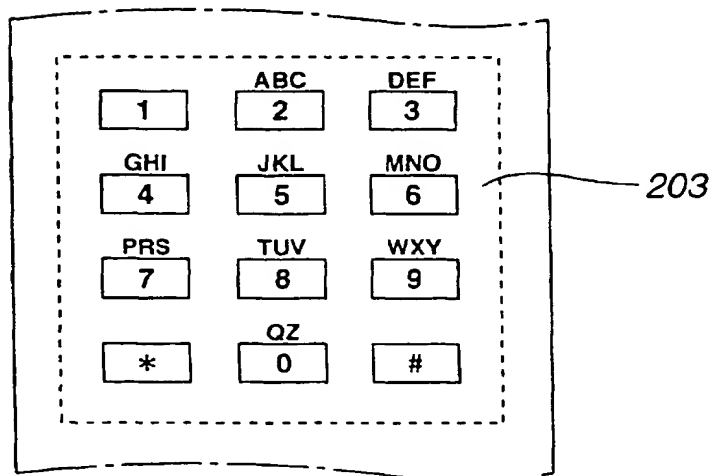 ABC DEF
1 2 3
GHI JKL MNO
4 5 6 203
PRS TUV WXY
7 8 9
QZ
* 0 #